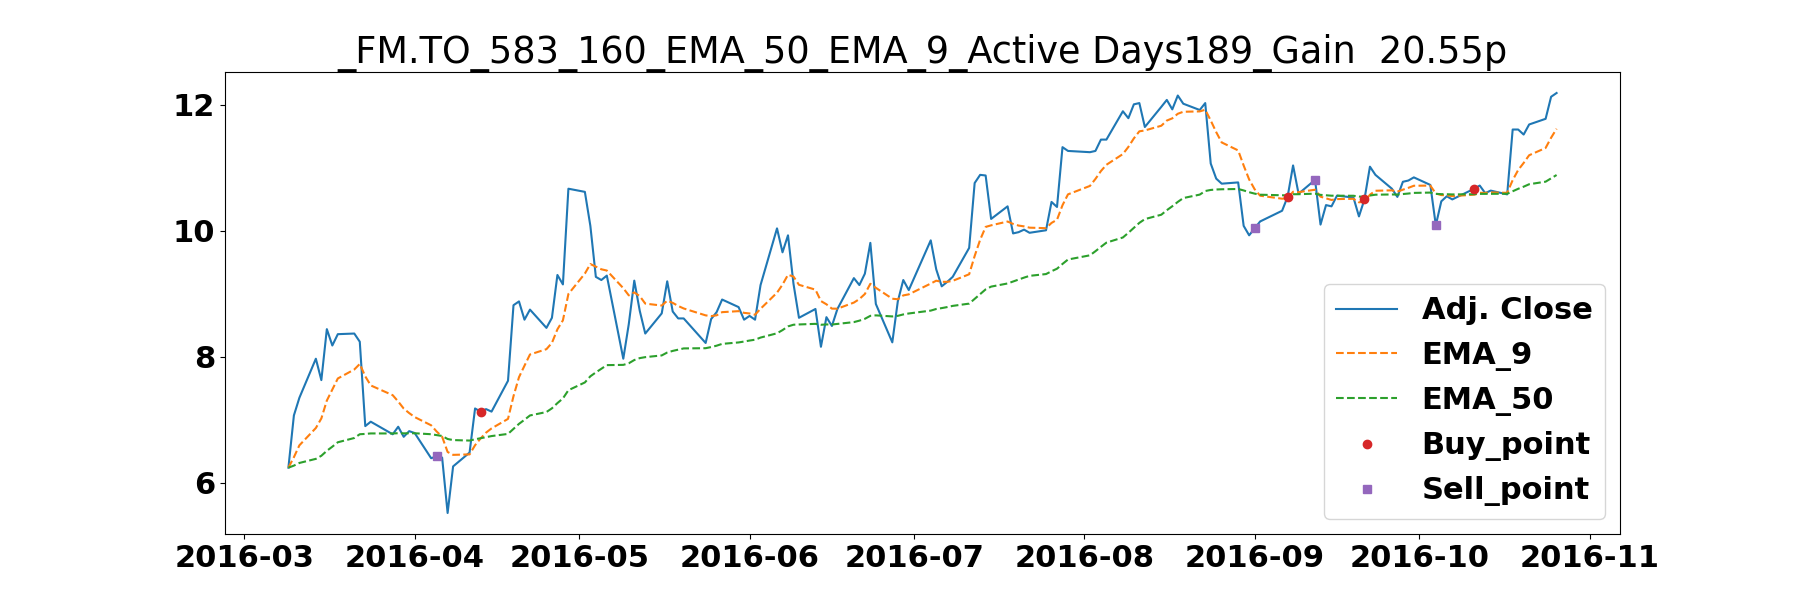 _FM.TO_583_160_EMA_50_EMA_9_Active Days189_Gain  20.55p
12
10
8
6
2016-03 2016-04 2016-05 2016-06 2016-07 2016-08 2016-09 2016-10 2016-11
Adj. Close
EMA_9
EMA_50
Buy_point
Sell_point